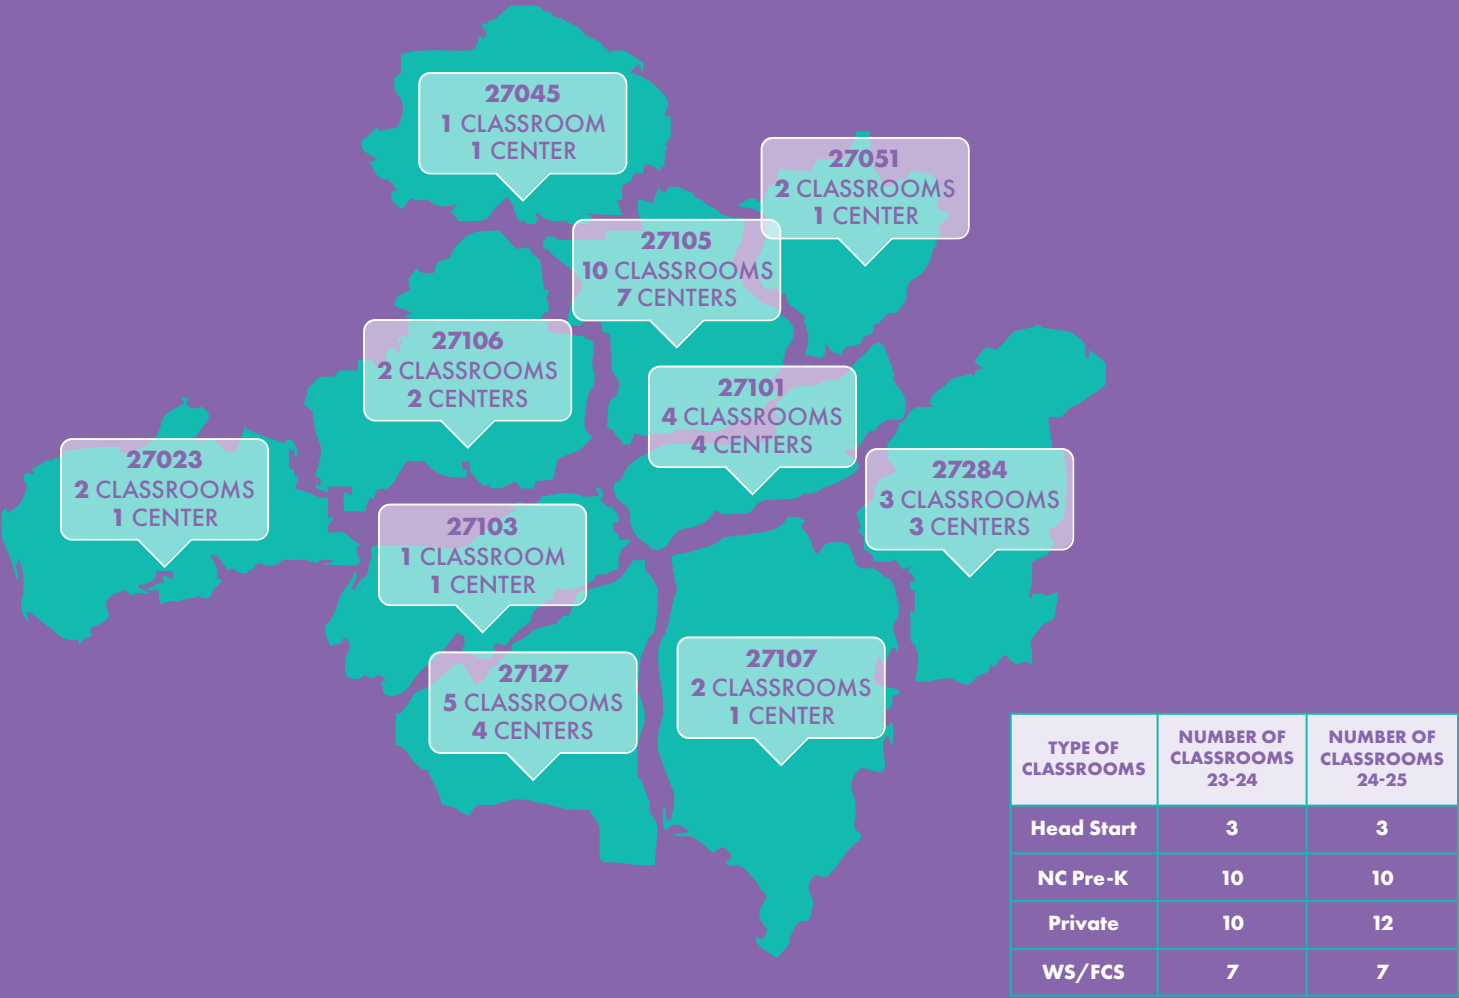 27045
1 CLASSROOM
1 CENTER
27051
2 CLASSROOMS
1 CENTER
27105
10 CLASSROOMS
7 CENTERS
27106
2 CLASSROOMS
2 CENTERS
27101
4 CLASSROOMS
4 CENTERS
27023
2 CLASSROOMS
1 CENTER
27284
3 CLASSROOMS
3 CENTERS
27103
1 CLASSROOM
1 CENTER
27127
5 CLASSROOMS
4 CENTERS
27107
2 CLASSROOMS
1 CENTER
TYPE OF
CLASSROOMS
NUMBER OF
CLASSROOMS
23-24
NUMBER OF
CLASSROOMS
24-25
Head Start 3 3
NC Pre-K 10 10
Private 10 12
WS/FCS 7 7